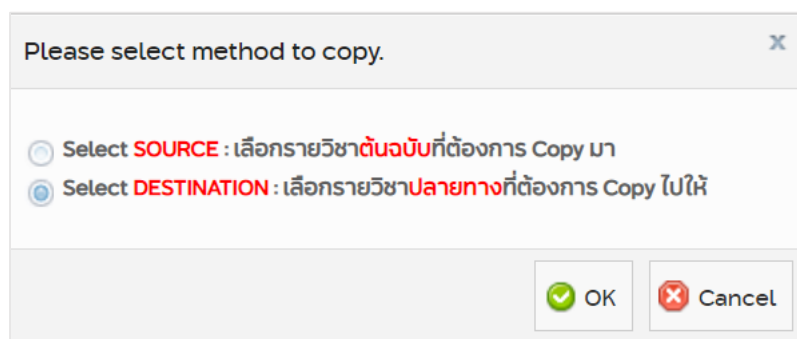 Please select method to copy.
x
Select SOURCE : เลือกรายวิชาต้นฉบับที่ต้องการ Copy มา
Select DESTINATION : เลือกรายวิชาปลายทางที่ต้องการ Copy ไปให้
OK Cancel